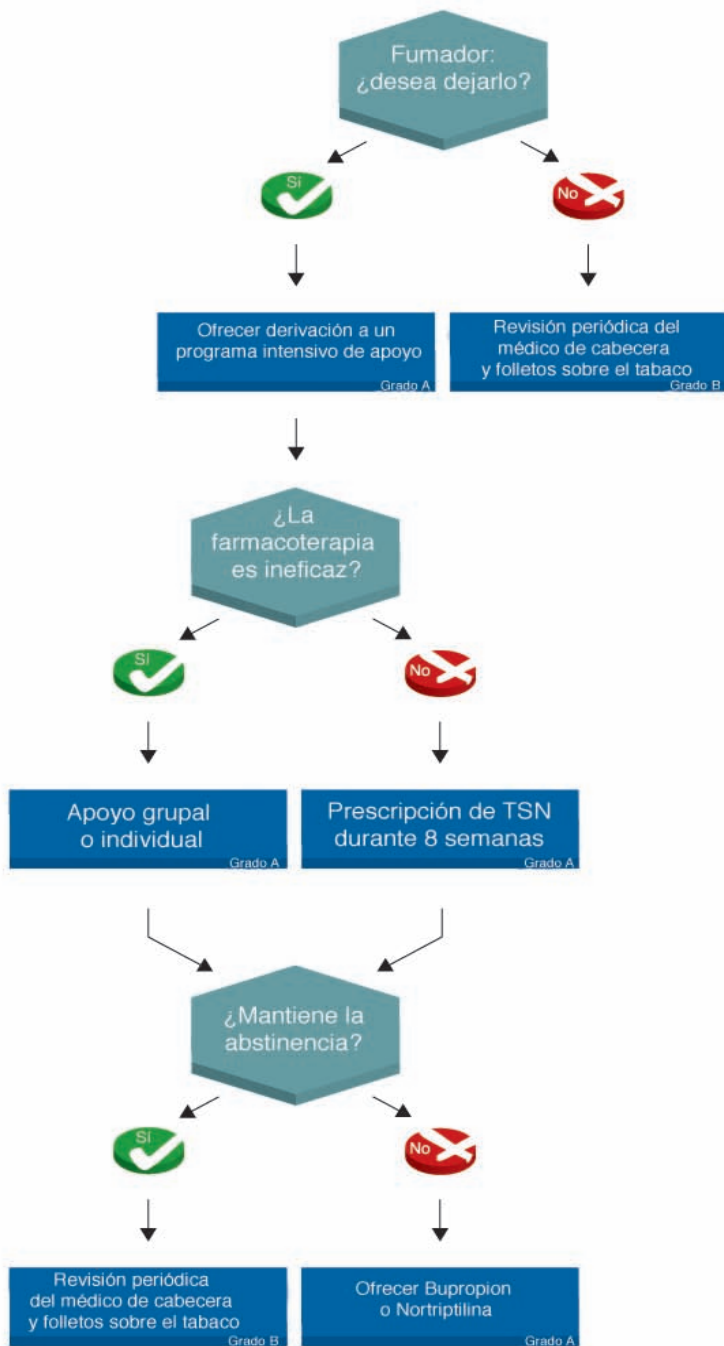 Fumador:
¿desea dejarlo?
Sí
No
Ofrecer derivación a un
programa intensivo de apoyo
Grado A
Revisión periódica del
médico de cabecera
y folletos sobre el tabaco
Grado B
¿La
farmacoterapia
es ineficaz?
Sí
No
Apoyo grupal
o individual
Grado A
Prescripción de TSN
durante 8 semanas
Grado A
¿Mantiene la
abstinencia?
Sí
No
Revisión periódica
del médico de cabecera
y folletos sobre el tabaco
Grado B
Ofrecer Bupropion
o Nortriptilina
Grado A